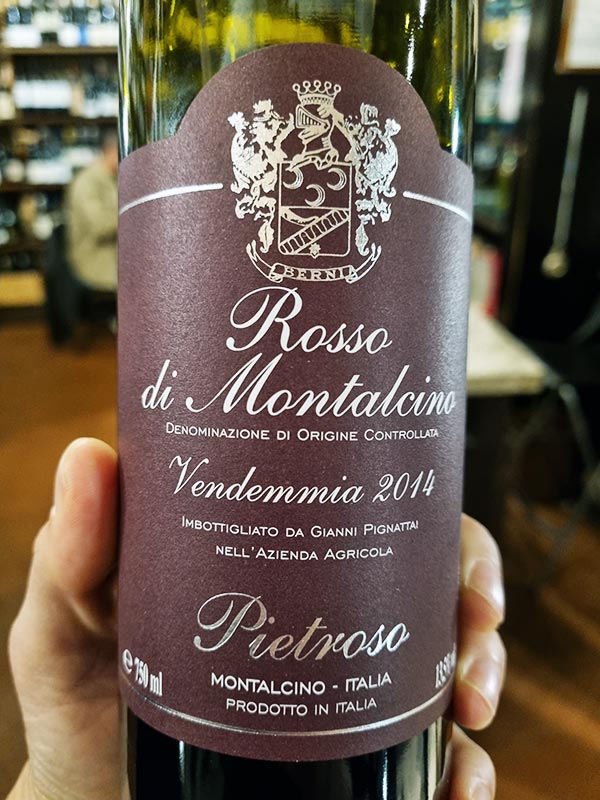 BERNI
Rosso
di Montalcino
DENOMINAZIONE DI ORIGINE CONTROLLATA
Vendemmia 2014
IMBOTTIGLIATO DA GIANNI PIGNATTAI
NELL'AZIENDA AGRICOLA
Pietroso
e 750 ml
MONTALCINO - ITALIA
PRODOTTO IN ITALIA